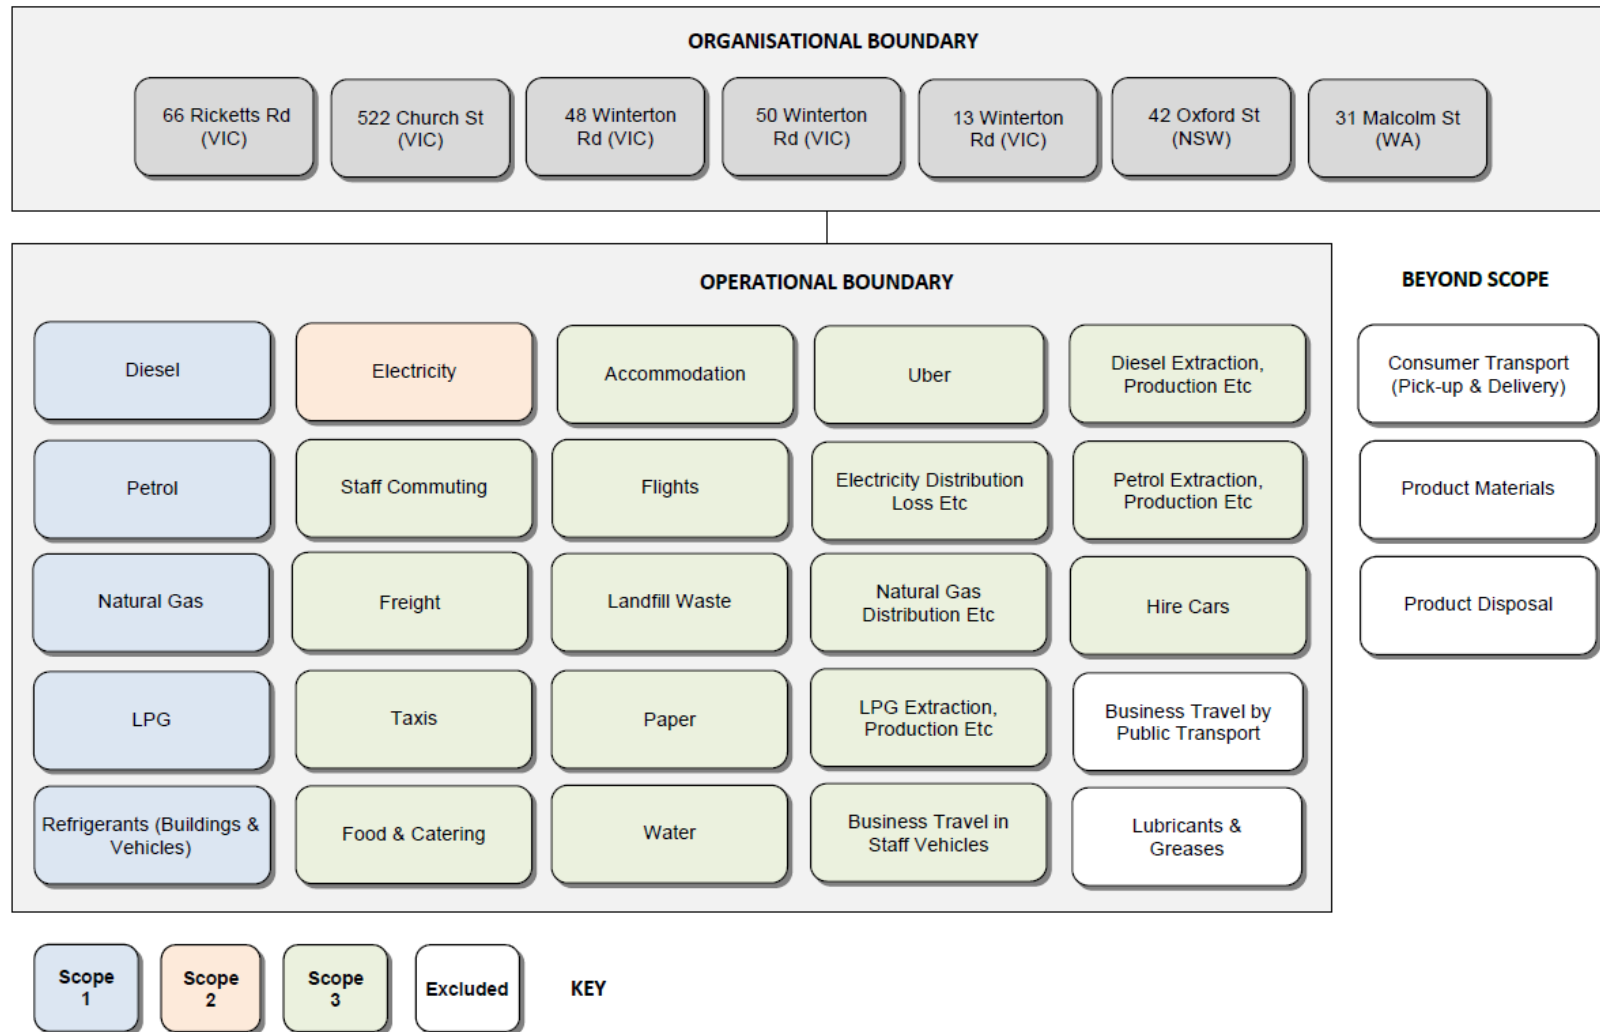 ORGANISATIONAL BOUNDARY
66 Ricketts Rd
(VIC)
522 Church St
(VIC)
48 Winterton
Rd (VIC)
50 Winterton
Rd (VIC)
13 Winterton
Rd (VIC)
42 Oxford St
(NSW)
31 Malcolm St
(WA)
OPERATIONAL BOUNDARY
BEYOND SCOPE
Diesel
Electricity
Accommodation
Uber
Diesel Extraction,
Production Etc
Consumer Transport
(Pick-up & Delivery)
Petrol
Staff Commuting
Flights
Electricity Distribution
Loss Etc
Petrol Extraction,
Production Etc
Product Materials
Natural Gas
Freight
Landfill Waste
Natural Gas
Distribution Etc
Hire Cars
Product Disposal
LPG
Taxis
Paper
LPG Extraction,
Production Etc
Business Travel by
Public Transport
Refrigerants (Buildings &
Vehicles)
Food & Catering
Water
Business Travel in
Staff Vehicles
Lubricants &
Greases
Scope
1
Scope
2
Scope
3
Excluded
KEY